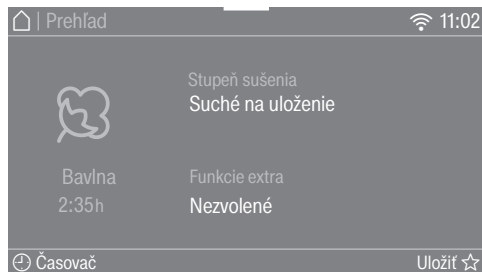 | Prehľad 11:02
Stupeň sušenia
Suché na uloženie
Bavlna
2:35h
Funkcie extra
Nezvolené
Časovač Uložiť